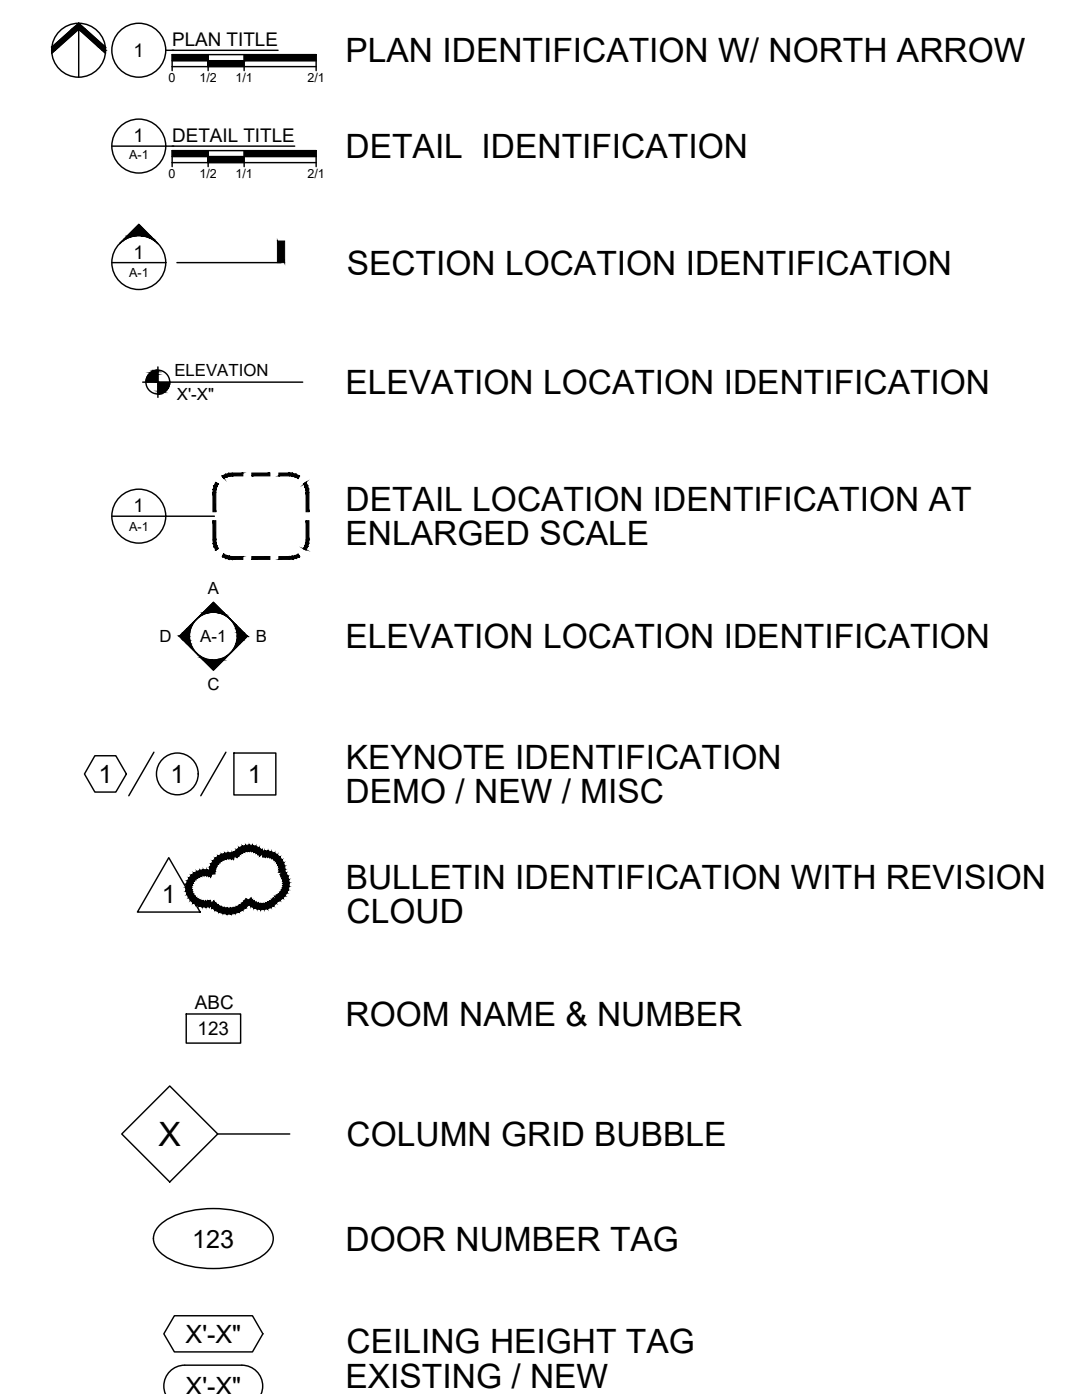 1 PLAN TITLE
0 1/2 1/1 2/1
PLAN IDENTIFICATION W/ NORTH ARROW
1 DETAIL TITLE
A-1
0 1/2 1/1 2/1
DETAIL IDENTIFICATION
1
A-1
SECTION LOCATION IDENTIFICATION
ELEVATION
X'-X"
ELEVATION LOCATION IDENTIFICATION
1
A-1
DETAIL LOCATION IDENTIFICATION AT
ENLARGED SCALE
A
D A-1 B
C
ELEVATION LOCATION IDENTIFICATION
1 / 1 / 1
KEYNOTE IDENTIFICATION
DEMO / NEW / MISC
1
BULLETIN IDENTIFICATION WITH REVISION
CLOUD
ABC
123
ROOM NAME & NUMBER
X
COLUMN GRID BUBBLE
123
DOOR NUMBER TAG
X'-X"
X'-X"
CEILING HEIGHT TAG
EXISTING / NEW